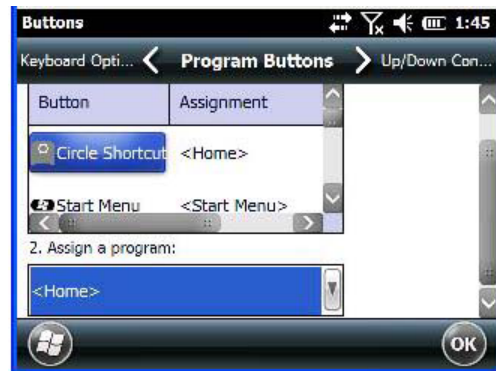 Buttons 1:45
Keyboard Opti... Program Buttons Up/Down Con...
Button Assignment
Circle Shortcut <Home>
Start Menu <Start Menu>
2. Assign a program:
<Home>
OK